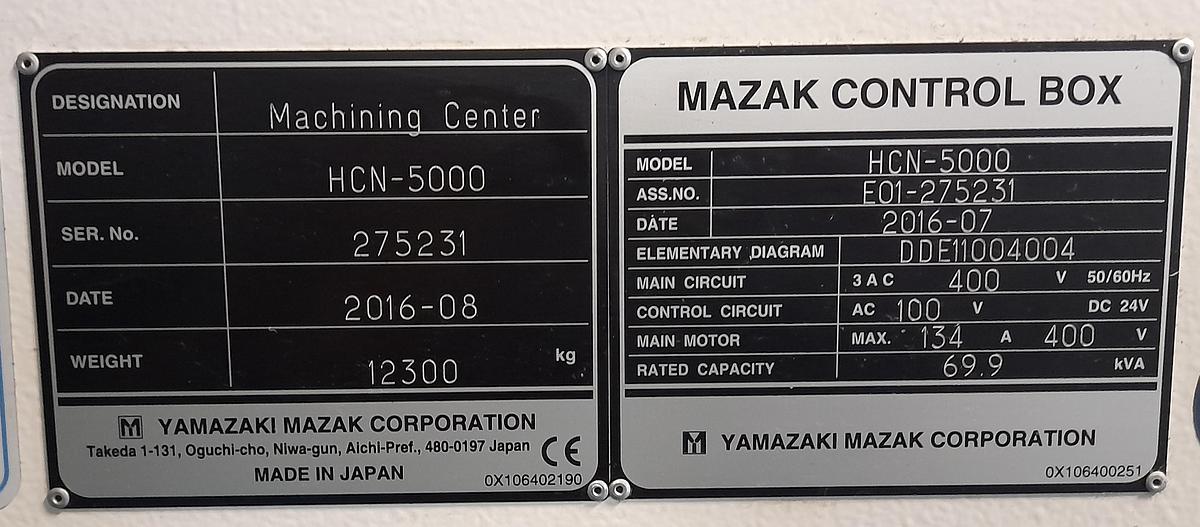 DESIGNATION Machining Center
MODEL HCN-5000
SER. No. 275231
DATE 2016-08
WEIGHT 12300 kg
YAMAZAKI MAZAK CORPORATION
Takeda 1-131, Oguchi-cho, Niwa-gun, Aichi-Pref., 480-0197 Japan
CE
MADE IN JAPAN
0X106402190
MAZAK CONTROL BOX
MODEL HCN-5000
ASS.NO. E01-275231
DATE 2016-07
ELEMENTARY DIAGRAM DDE11004004
MAIN CIRCUIT 3 A C 400 V 50/60Hz
CONTROL CIRCUIT AC 100 V DC 24V
MAIN MOTOR MAX. 134 A 400 V
RATED CAPACITY 69.9 kVA
YAMAZAKI MAZAK CORPORATION
0X106400251